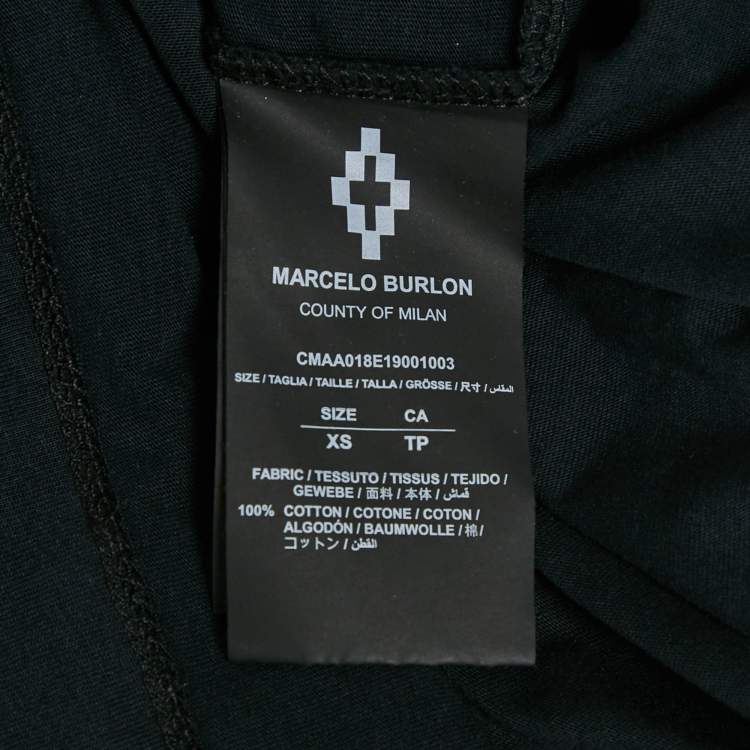 MARCELO BURLON
COUNTY OF MILAN
CMAA018E19001003
SIZE / TAGLIA / TAILLE / TALLA / GRÖSSE / 尺寸 / المقاس
SIZE CA
XS TP
FABRIC / TESSUTO / TISSUS / TEJIDO /
GEWEBE / 面料 / 本体 / قماش
100% COTTON / COTONE / COTON /
ALGODÓN / BAUMWOLLE / 棉 /
コットン / القطن